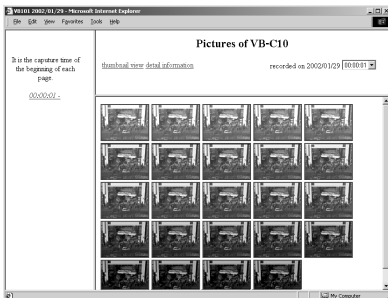 VB101 2002/01/29 - Microsoft Internet Explorer
File Edit View Favorites Tools Help
It is the caputure time of
the beginning of each
page.
00:00:01 -
Pictures of VB-C10
thumbnail view detail information
recorded on 2002/01/29 00:00:01
My Computer